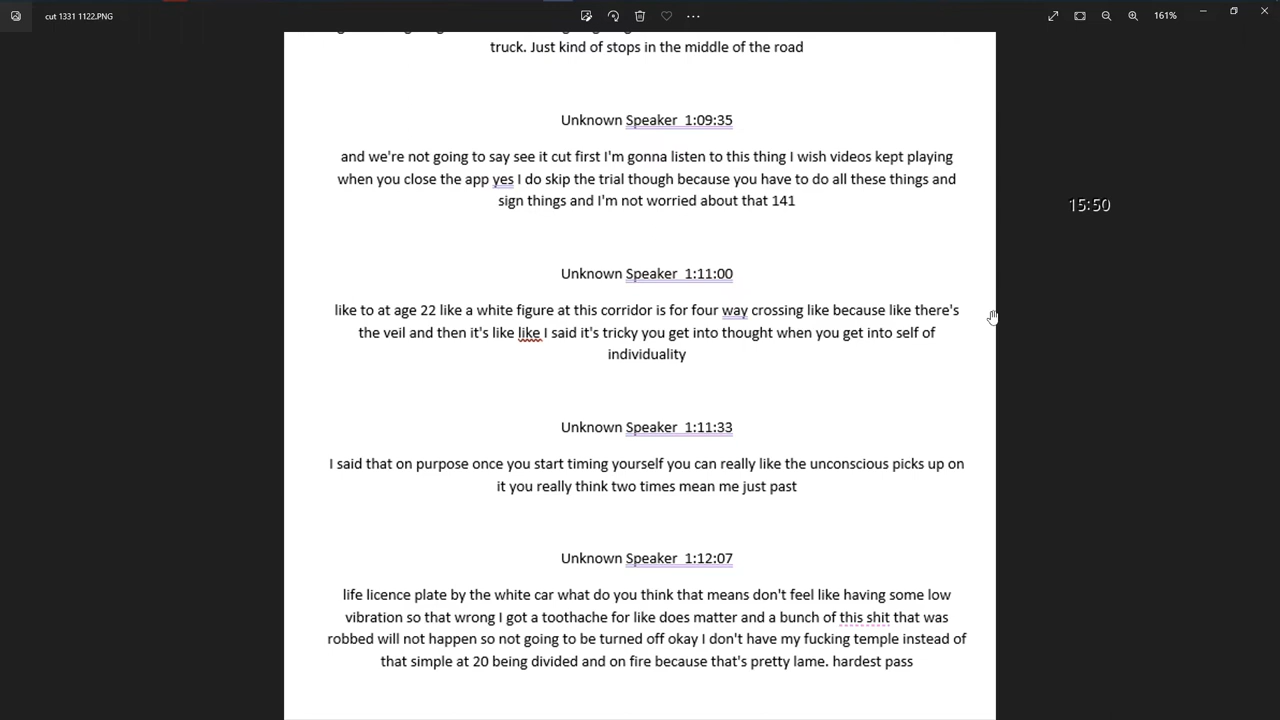 cut 1331 1122.PNG
161%
truck. Just kind of stops in the middle of the road
Unknown Speaker 1:09:35
and we're not going to say see it cut first I'm gonna listen to this thing I wish videos kept playing
when you close the app yes I do skip the trial though because you have to do all these things and
sign things and I'm not worried about that 141
15:50
Unknown Speaker 1:11:00
like to at age 22 like a white figure at this corridor is for four way crossing like because like there's
the veil and then it's like like I said it's tricky you get into thought when you get into self of
individuality
Unknown Speaker 1:11:33
I said that on purpose once you start timing yourself you can really like the unconscious picks up on
it you really think two times mean me just past
Unknown Speaker 1:12:07
life licence plate by the white car what do you think that means don't feel like having some low
vibration so that wrong I got a toothache for like does matter and a bunch of this shit that was
robbed will not happen so not going to be turned off okay I don't have my fucking temple instead of
that simple at 20 being divided and on fire because that's pretty lame. hardest pass